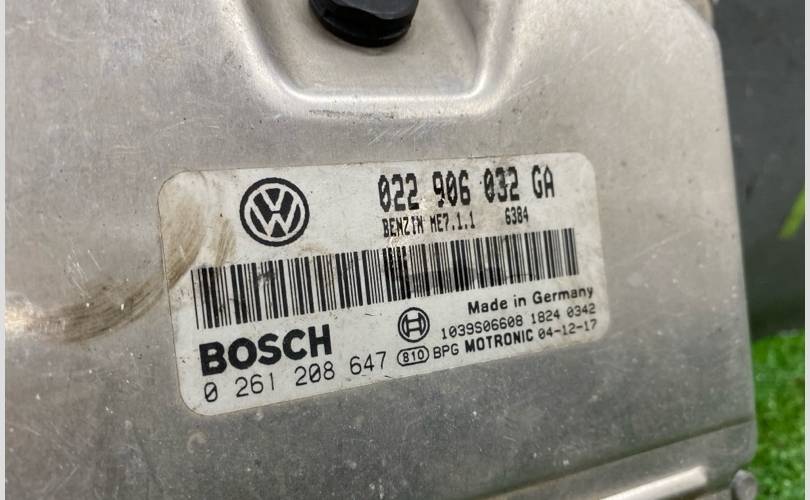 022 906 032 GA
BENZIN ME7.1.1 6384
Made in Germany
BOSCH
1039S06608 1824 0342
0 261 208 647
810 BPG MOTRONIC 04-12-17